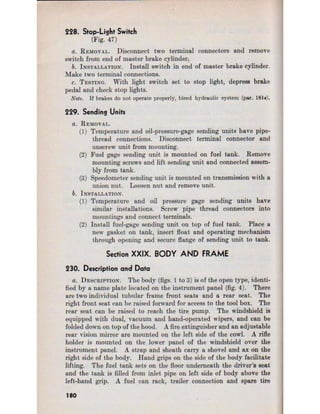 228. Stop-Light Switch
(Fig. 47)
a. REMOVAL. Disconnect two terminal connectors and remove
switch from end of master brake cylinder.
b. INSTALLATION. Install switch in end of master brake cylinder.
Make two terminal connections.
c. TESTING. With light switch set to stop light, depress brake
pedal and check stop lights.
Note. If brakes do not operate properly, bleed hydraulic system (par. 181a).
229. Sending Units
a. REMOVAL.
(1) Temperature and oil-pressure-gage sending units have pipe-
thread connections. Disconnect terminal connector and
unscrew unit from mounting.
(2) Fuel gage sending unit is mounted on fuel tank. Remove
mounting screws and lift sending unit and connected assem-
bly from tank.
(3) Speedometer sending unit is mounted on transmission with a
union nut. Loosen nut and remove unit.
b. INSTALLATION.
(1) Temperature and oil pressure gage sending units have
similar installations. Screw pipe thread connectors into
mountings and connect terminals.
(2) Install fuel-gage sending unit on top of fuel tank. Place a
new gasket on tank, insert float and operating mechanism
through opening and secure flange of sending unit to tank.
Section XXIX. BODY AND FRAME
230. Description and Data
a. DESCRIPTION. The body (figs. 1 to 3) is of the open type, identi-
fied by a name plate located on the instrument panel (fig. 4). There
are two individual tubular frame front seats and a rear seat. The
right front seat can be raised forward for access to the tool box. The
rear seat can be raised to reach the tire pump. The windshield is
equipped with dual, vacuum and hand-operated wipers, and can be
folded down on top of the hood. A fire extinguisher and an adjustable
rear vision mirror are mounted on the left side of the cowl. A rifle
holder is mounted on the lower panel of the windshield over the
instrument panel. A strap and sheath carry a shovel and ax on the
right side of the body. Hand grips on the side of the body facilitate
lifting. The fuel tank sets on the floor underneath the driver's seat
and the tank is filled from inlet pipe on left side of body above the
left-hand grip. A fuel can rack, trailer connection and spare tire
180